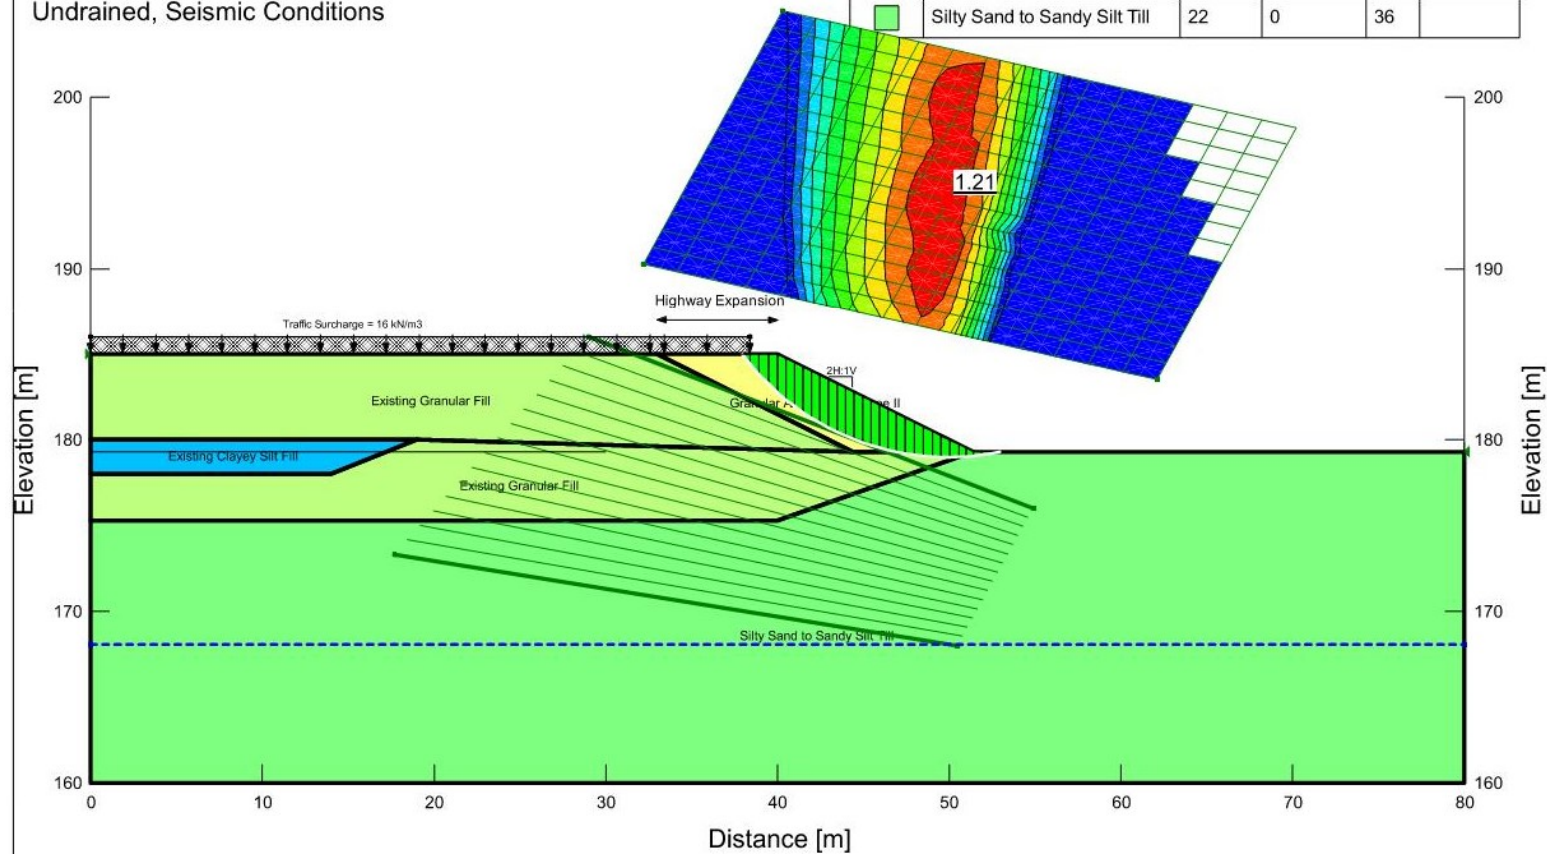 Undrained, Seismic Conditions
Silty Sand to Sandy Silt Till 22 0 36
200
200
1.21
190
190
Highway Expansion
Traffic Surcharge = 16 kN/m3
2H:1V
Existing Granular Fill
Granular A
e II
180
180
Existing Clayey Silt Fill
Existing Granular Fill
Elevation [m]
Elevation [m]
170
170
Silty Sand to Sandy Silt Till
160
160
0 10 20 30 40 50 60 70 80
Distance [m]